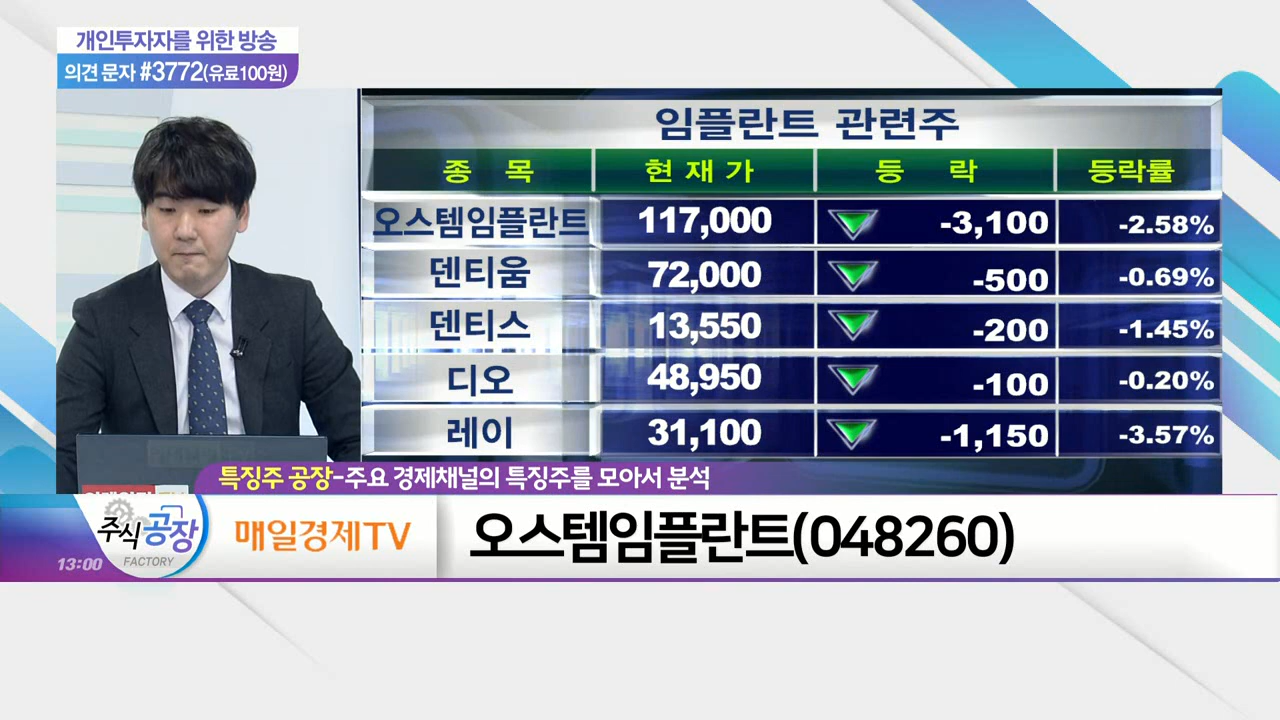 개인투자자를 위한 방송
의견 문자 #3772(유료100원)
임플란트 관련주
종 목 현재가 등 락 등락률
오스템임플란트 117,000 -3,100 -2.58%
덴티움 72,000 -500 -0.69%
덴티스 13,550 -200 -1.45%
디오 48,950 -100 -0.20%
레이 31,100 -1,150 -3.57%
특징주 공장-주요 경제채널의 특징주를 모아서 분석
주식공장
FACTORY
13:00
매일경제TV
오스템임플란트(048260)